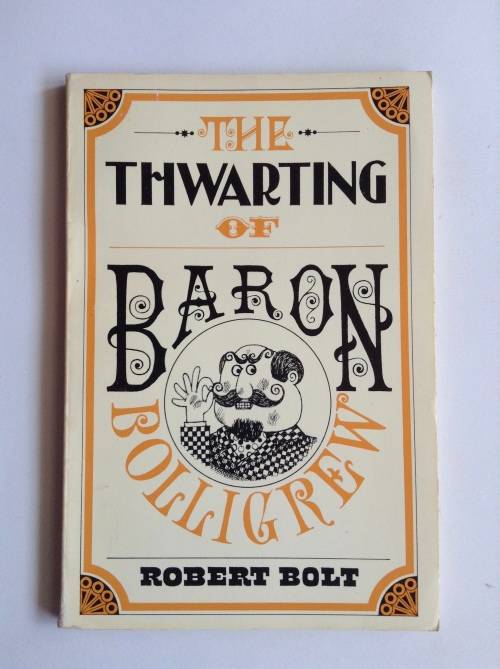 THE
THWARTING
OF
BARON
BOLLIGREW
ROBERT BOLT